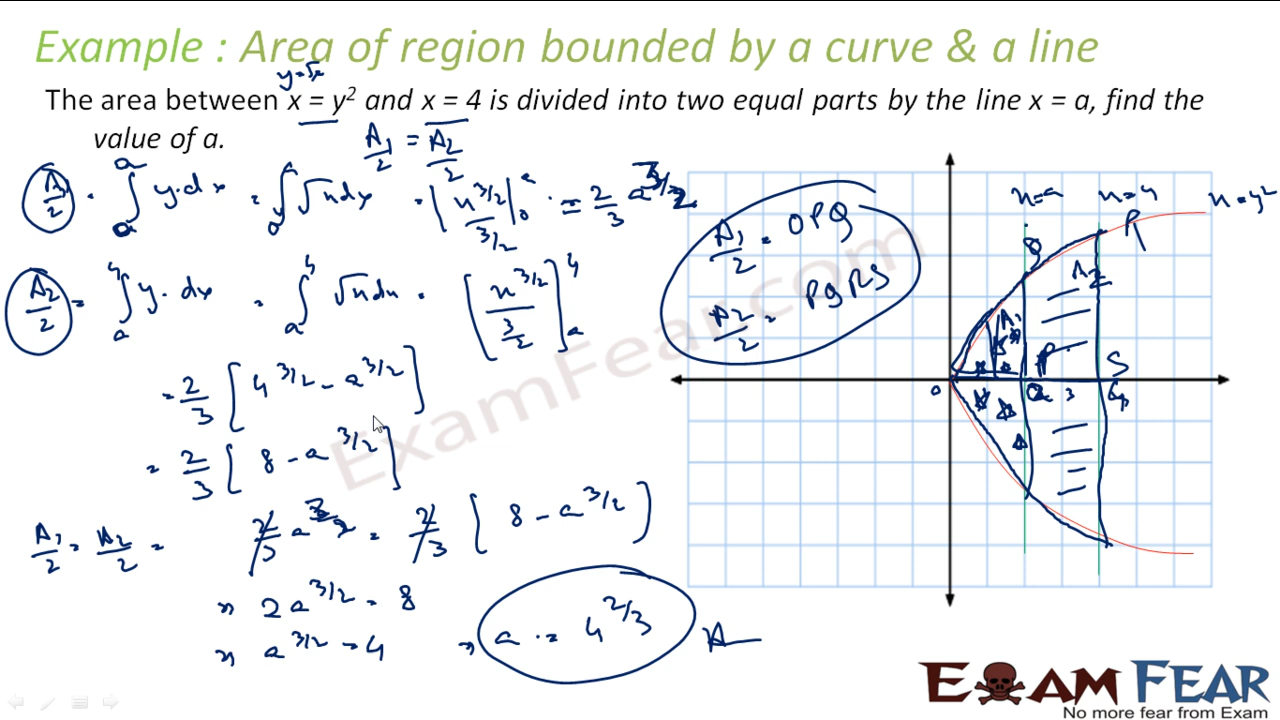 Example : Area of region bounded by a curve & a line
y=√x
The area between x = y² and x = 4 is divided into two equal parts by the line x = a, find the
value of a.
A₁/2 = A₂/2
A₁/2 = ∫ y·dx = ∫ √x dx = [x^3/2 / 3/2] = 2/3 a^3/2
A₂/2 = ∫ₐ⁴ y·dx = ∫ₐ⁴ √x dx = [x^3/2 / 3/2]ₐ⁴
= 2/3 [4^3/2 - a^3/2]
= 2/3 [8 - a^3/2]
A₁/2 = A₂/2 = 2/3 a^3/2 = 2/3 [8 - a^3/2]
⇒ 2a^3/2 = 8
⇒ a^3/2 = 4 ⇒ a = 4^2/3
A₁/2 = OPQ
A₂/2 = PQRS
x=a x=4 x=y²
Q R
A₁ A₂
O P S
ExamFear.com
EXAM FEAR
No more fear from Exam